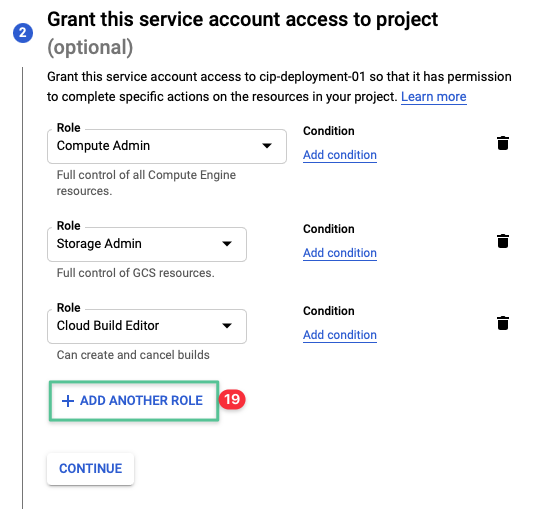 2
Grant this service account access to project
(optional)
Grant this service account access to cip-deployment-01 so that it has permission
to complete specific actions on the resources in your project. Learn more
Role
Compute Admin
Condition
Add condition
Full control of all Compute Engine
resources.
Role
Storage Admin
Condition
Add condition
Full control of GCS resources.
Role
Cloud Build Editor
Condition
Add condition
Can create and cancel builds
+ ADD ANOTHER ROLE 19
CONTINUE